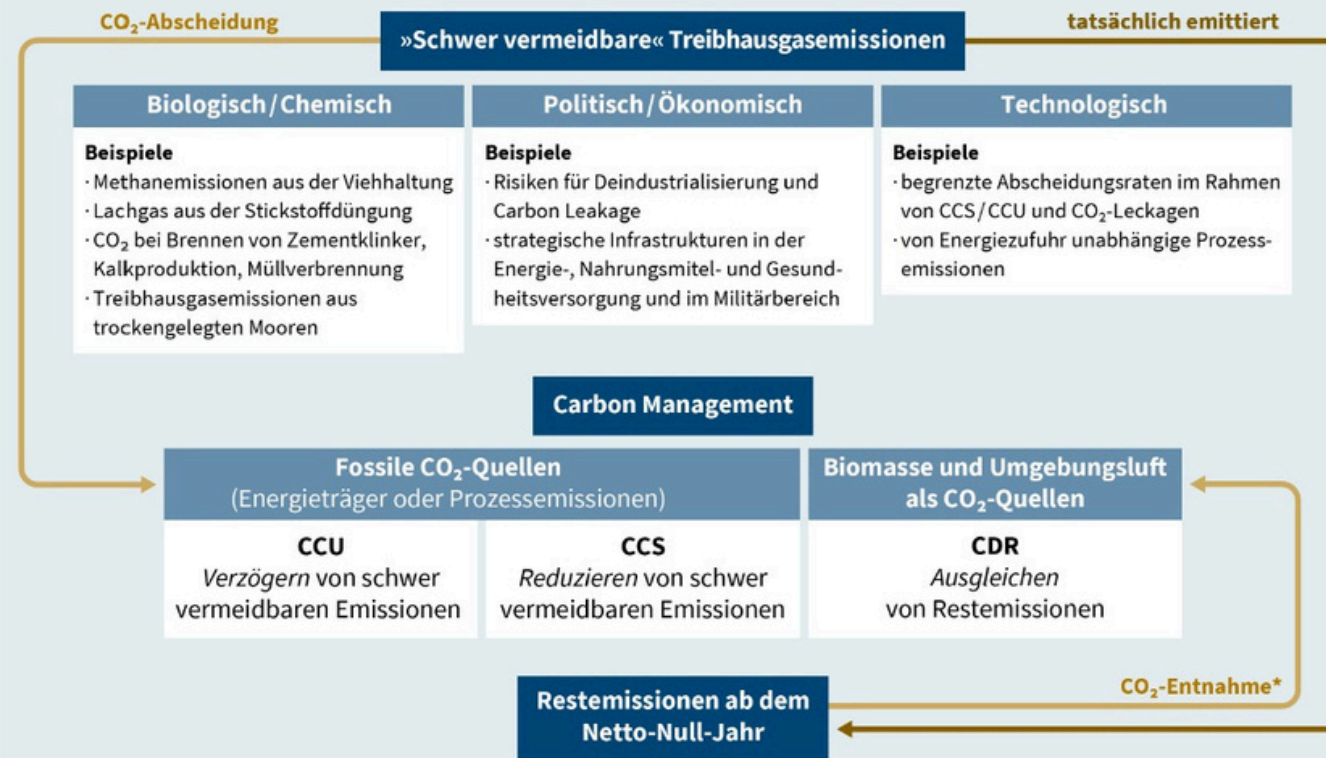 CO₂-Abscheidung
»Schwer vermeidbare« Treibhausgasemissionen
tatsächlich emittiert
Biologisch/Chemisch
Beispiele
· Methanemissionen aus der Viehhaltung
· Lachgas aus der Stickstoffdüngung
· CO₂ bei Brennen von Zementklinker,
Kalkproduktion, Müllverbrennung
· Treibhausgasemissionen aus
trockengelegten Mooren
Politisch/Ökonomisch
Beispiele
· Risiken für Deindustrialisierung und
Carbon Leakage
· strategische Infrastrukturen in der
Energie-, Nahrungsmitel- und Gesund-
heitsversorgung und im Militärbereich
Technologisch
Beispiele
· begrenzte Abscheidungsraten im Rahmen
von CCS/CCU und CO₂-Leckagen
· von Energiezufuhr unabhängige Prozess-
emissionen
Carbon Management
Fossile CO₂-Quellen
(Energieträger oder Prozessemissionen)
Biomasse und Umgebungsluft
als CO₂-Quellen
CCU
Verzögern von schwer
vermeidbaren Emissionen
CCS
Reduzieren von schwer
vermeidbaren Emissionen
CDR
Ausgleichen
von Restemissionen
Restemissionen ab dem
Netto-Null-Jahr
CO₂-Entnahme*